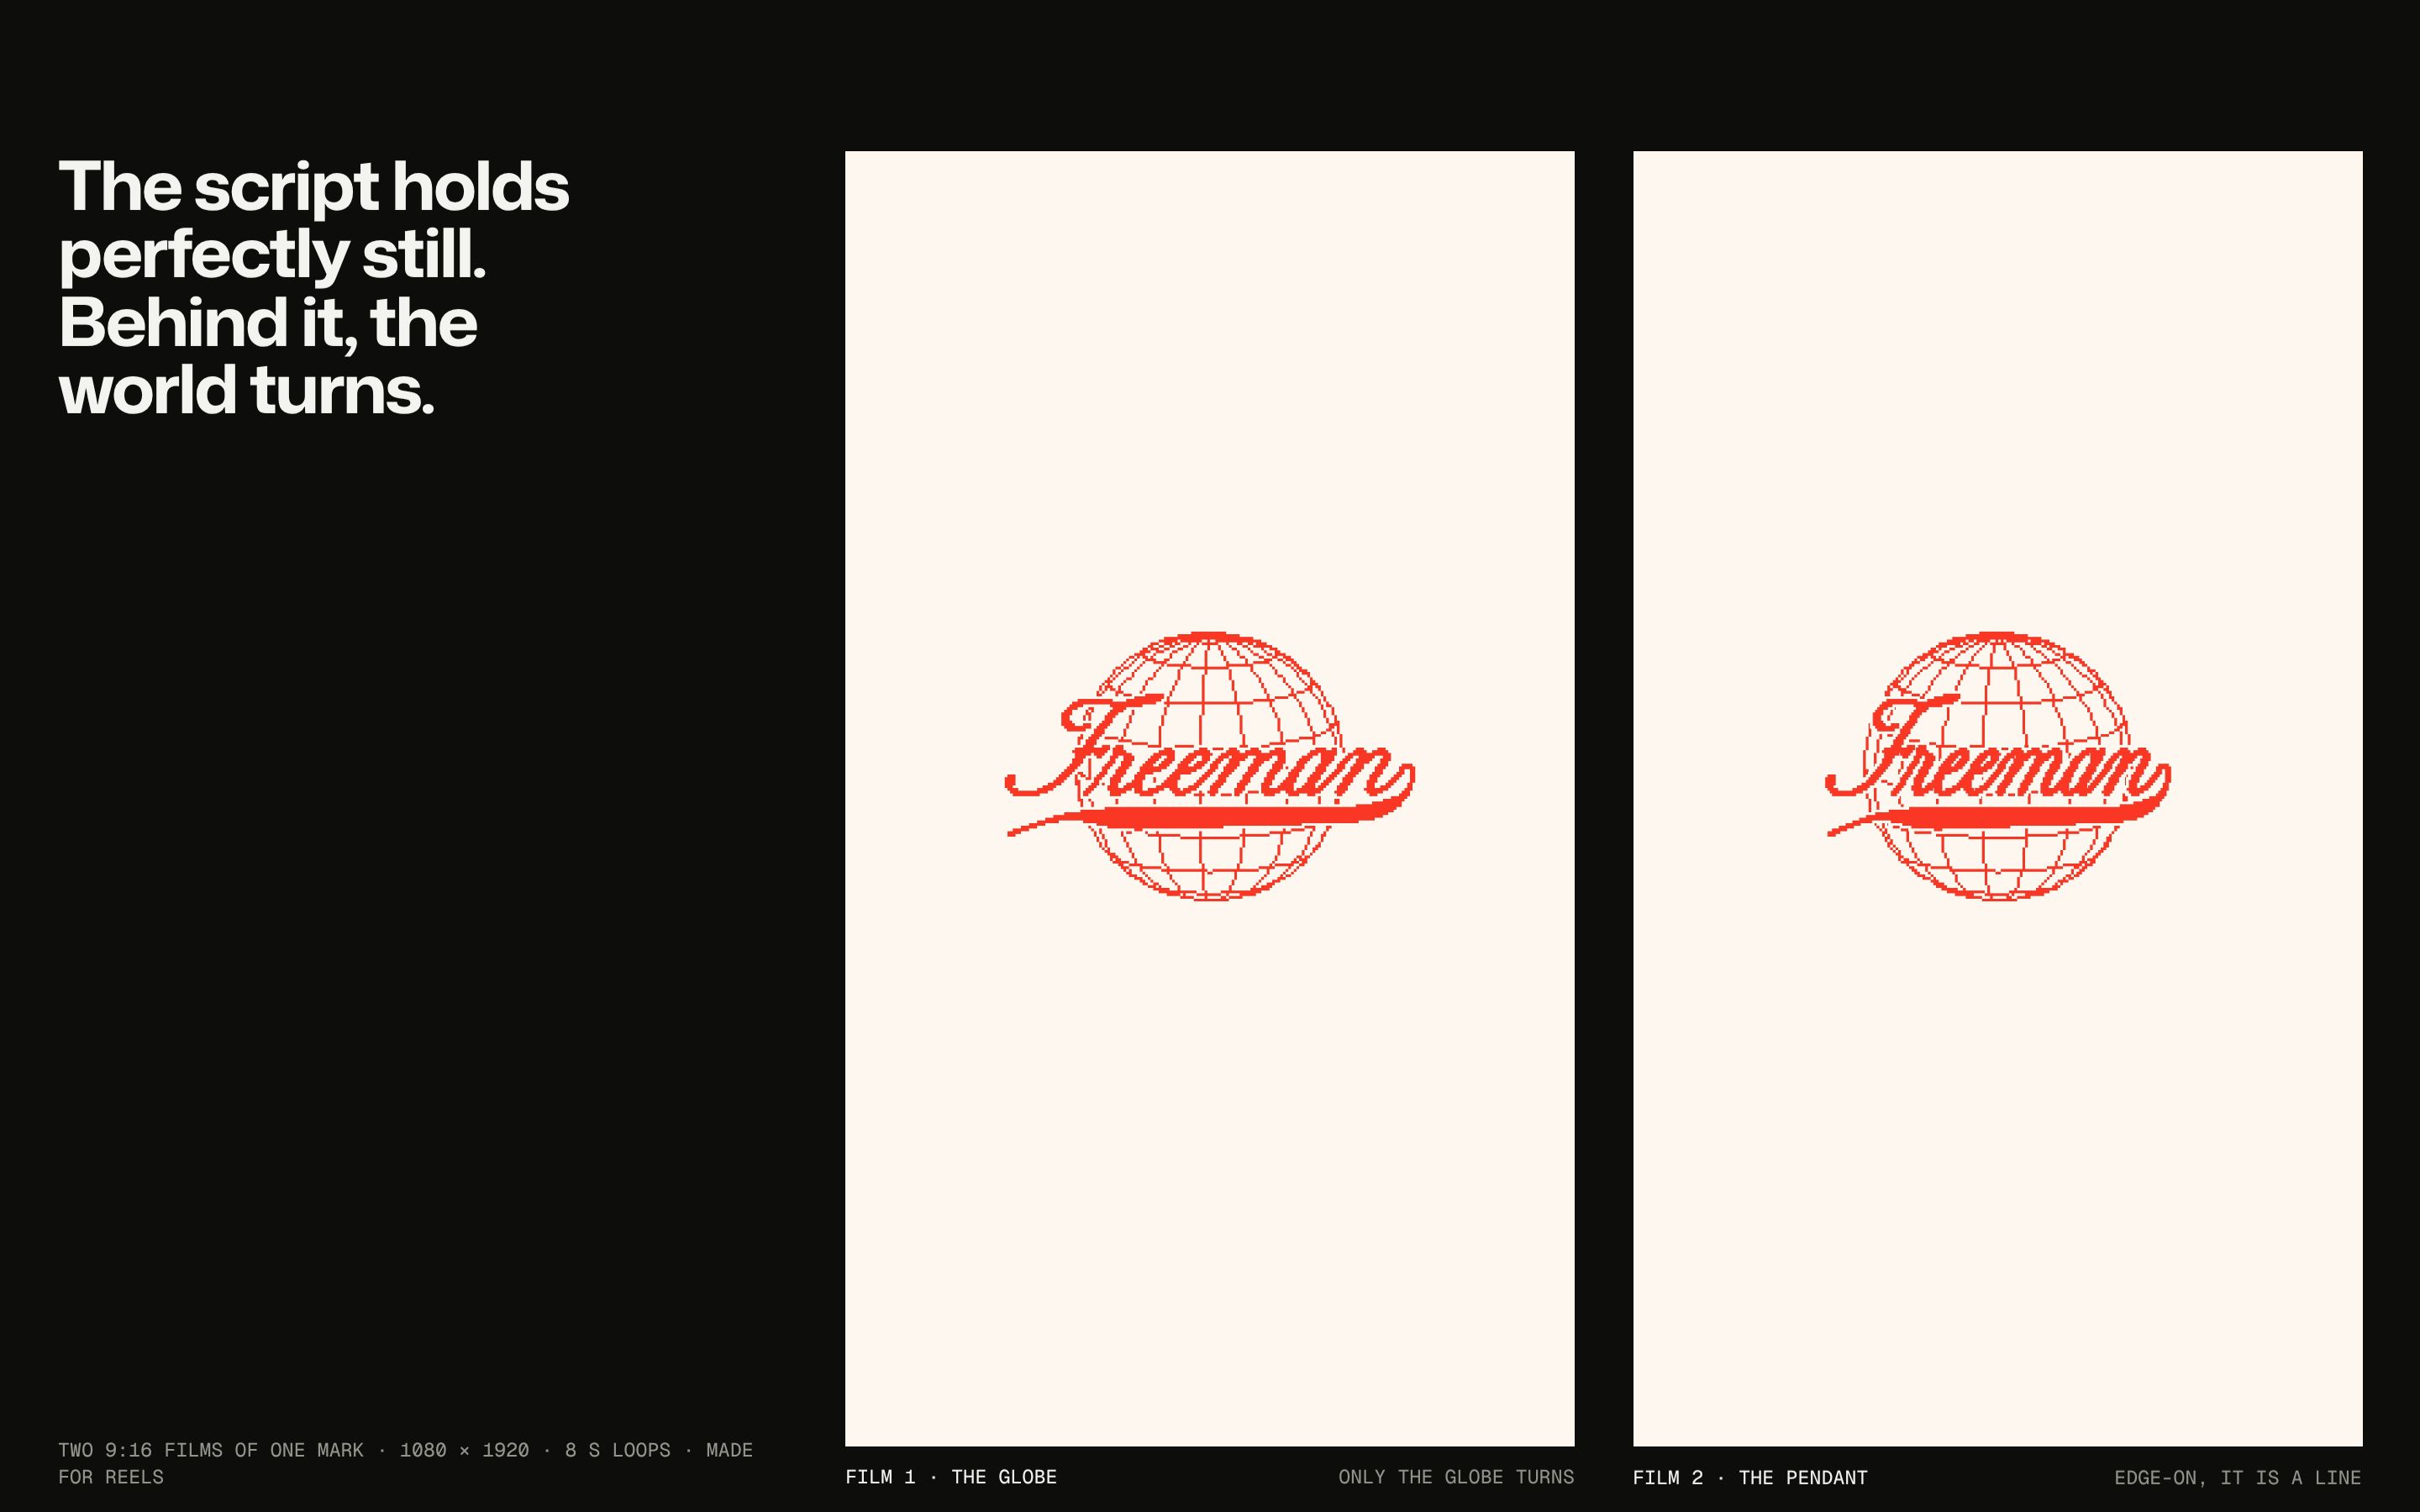 The script holds
perfectly still.
Behind it, the
world turns.
TWO 9:16 FILMS OF ONE MARK · 1080 × 1920 · 8 S LOOPS · MADE
FOR REELS
Freeman
FILM 1 · THE GLOBE
ONLY THE GLOBE TURNS
Freeman
FILM 2 · THE PENDANT
EDGE-ON, IT IS A LINE